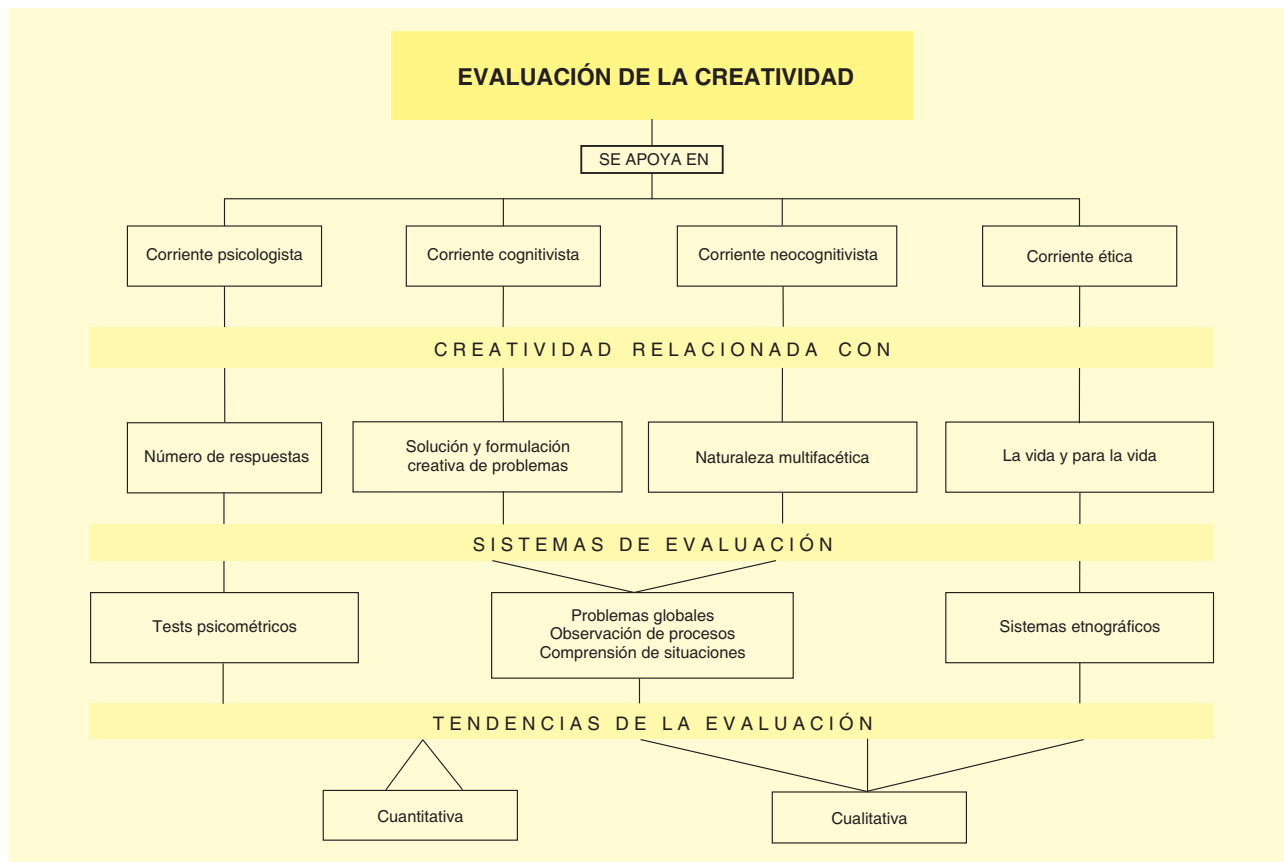 EVALUACIÓN DE LA CREATIVIDAD
SE APOYA EN
Corriente psicologista
Corriente cognitivista
Corriente neocognitivista
Corriente ética
CREATIVIDAD RELACIONADA CON
Número de respuestas
Solución y formulación
creativa de problemas
Naturaleza multifacética
La vida y para la vida
SISTEMAS DE EVALUACIÓN
Tests psicométricos
Problemas globales
Observación de procesos
Comprensión de situaciones
Sistemas etnográficos
TENDENCIAS DE LA EVALUACIÓN
Cuantitativa
Cualitativa